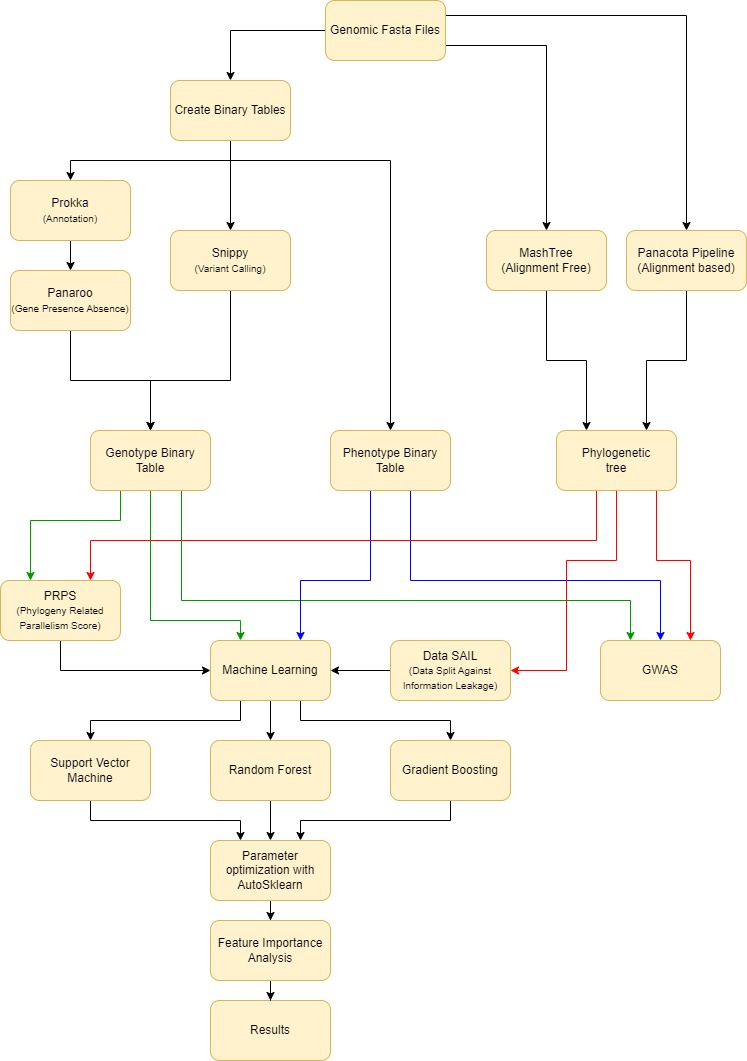 Genomic Fasta Files
Create Binary Tables
Prokka
(Annotation)
Snippy
(Variant Calling)
MashTree
(Alignment Free)
Panacota Pipeline
(Alignment based)
Panaroo
(Gene Presence Absence)
Genotype Binary
Table
Phenotype Binary
Table
Phylogenetic
tree
PRPS
(Phylogeny Related
Parallelism Score)
Machine Learning
Data SAIL
(Data Split Against
Information Leakage)
GWAS
Support Vector
Machine
Random Forest
Gradient Boosting
Parameter
optimization with
AutoSklearn
Feature Importance
Analysis
Results